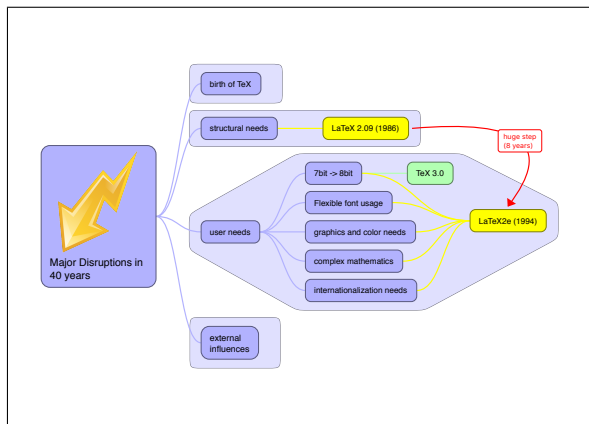 birth of TeX
structural needs
LaTeX 2.09 (1986)
huge step
(8 years)
7bit -> 8bit
TeX 3.0
Flexible font usage
user needs
graphics and color needs
LaTeX2e (1994)
complex mathematics
internationalization needs
Major Disruptions in
40 years
external
influences